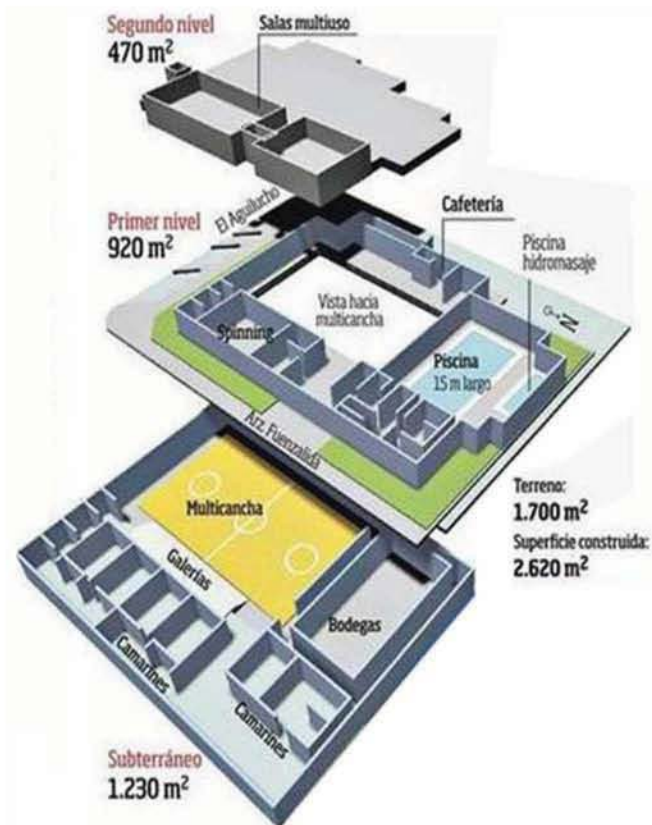 Segundo nivel
470 m²
Salas multiuso
El Aguilucho
Primer nivel
920 m²
Cafetería
Piscina
hidromasaje
Vista hacia
multicancha
N
Spinning
Piscina
15 m largo
Arz. Fuenzalida
Terreno:
1.700 m²
Superficie construida:
2.620 m²
Multicancha
Galerías
Bodegas
Camarines
Camarines
Subterráneo
1.230 m²